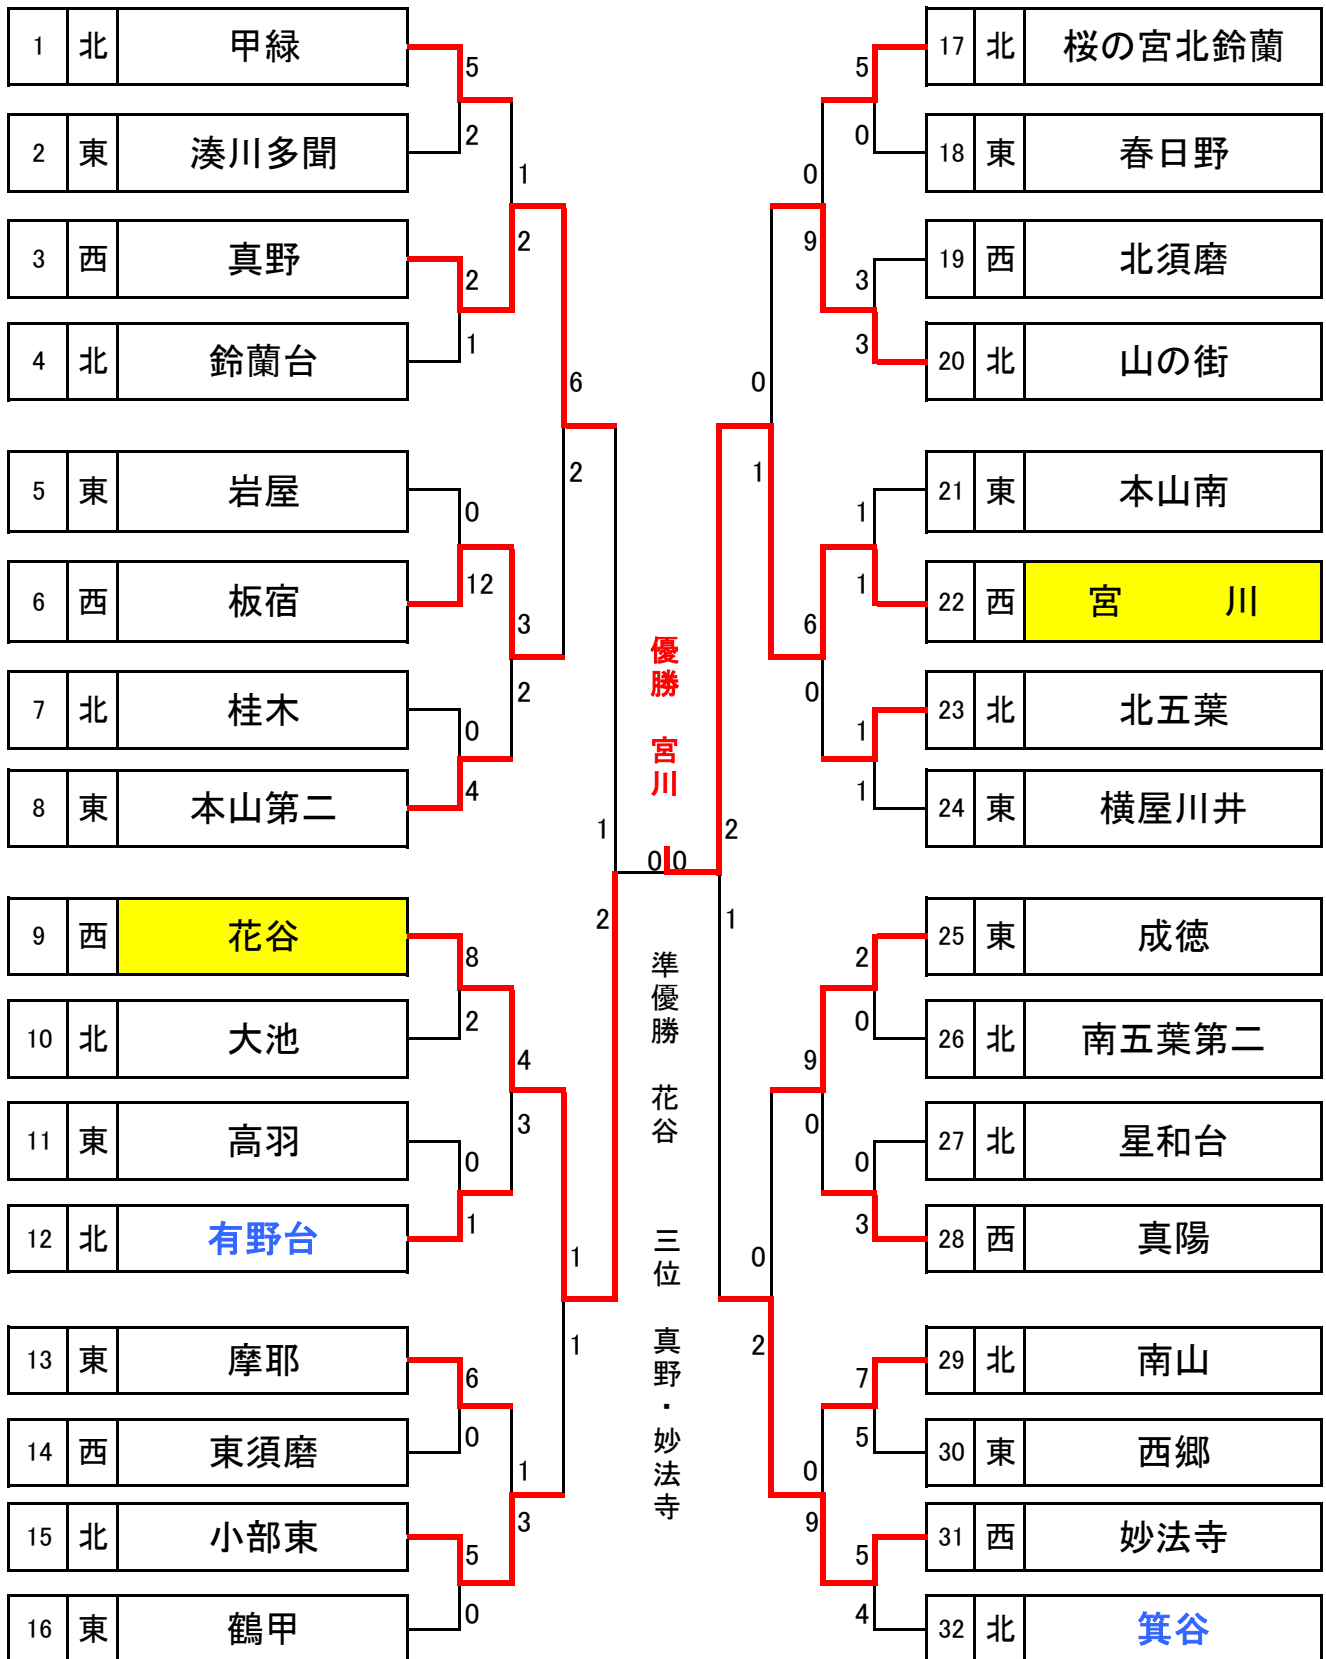 1 北 甲緑
2 東 湊川多聞
3 西 真野
4 北 鈴蘭台
5 東 岩屋
6 西 板宿
7 北 桂木
8 東 本山第二
9 西 花谷
10 北 大池
11 東 高羽
12 北 有野台
13 東 摩耶
14 西 東須磨
15 北 小部東
16 東 鶴甲
5
2
2
1
0
12
0
4
8
2
0
1
6
0
5
0
1
2
3
2
4
3
1
3
6
2
1
1
1
2
0 0
優勝 宮川
準優勝 花谷
三位 真野・妙法寺
2
1
0
1
0
2
0
9
6
0
9
0
0
9
5
0
3
3
1
1
1
1
2
0
0
3
7
5
5
4
17 北 桜の宮北鈴蘭
18 東 春日野
19 西 北須磨
20 北 山の街
21 東 本山南
22 西 宮 川
23 北 北五葉
24 東 横屋川井
25 東 成徳
26 北 南五葉第二
27 北 星和台
28 西 真陽
29 北 南山
30 東 西郷
31 西 妙法寺
32 北 箕谷